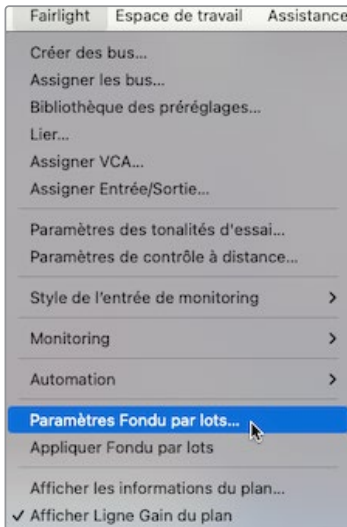 Fairlight Espace de travail Assistance
Créer des bus...
Assigner les bus...
Bibliothèque des préréglages...
Lier...
Assigner VCA...
Assigner Entrée/Sortie...
Paramètres des tonalités d'essai...
Paramètres de contrôle à distance...
Style de l'entrée de monitoring
Monitoring
Automation
Paramètres Fondu par lots...
Appliquer Fondu par lots
Afficher les informations du plan...
Afficher Ligne Gain du plan